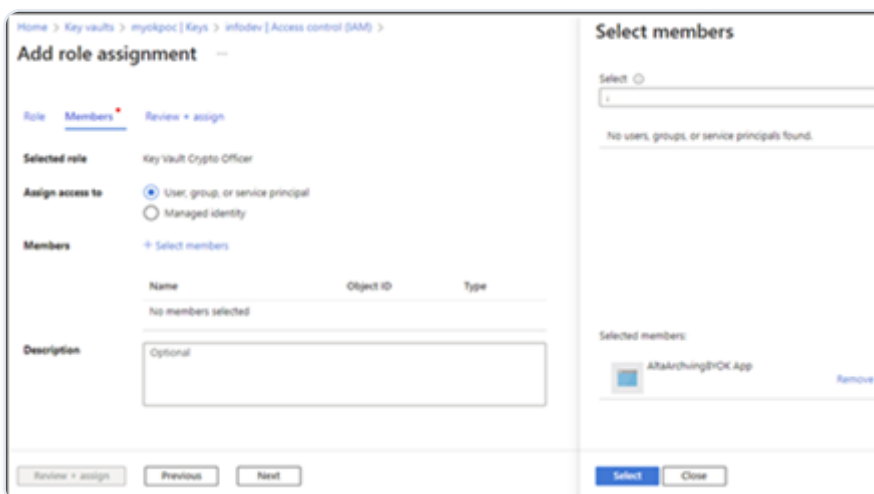 Home > Key vaults > myokpoc | Keys > infodev | Access control (IAM) >
Add role assignment ...
Role Members * Review + assign
Selected role Key Vault Crypto Officer
Assign access to User, group, or service principal
Managed identity
Members + Select members
Name Object ID Type
No members selected
Description Optional
Review + assign Previous Next
Select members
Select
No users, groups, or service principals found.
Selected members:
AltaArchvingBYOK App
Remove
Select Close